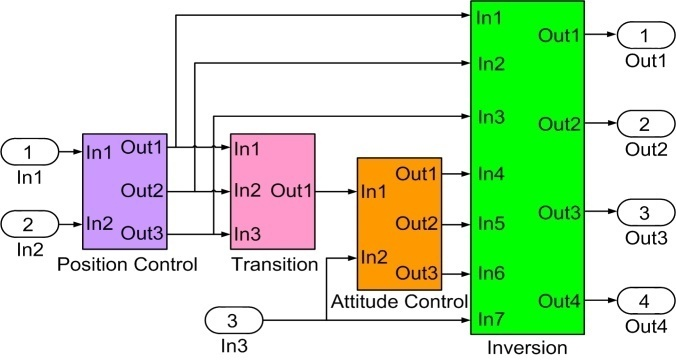 In1
Out1
1
Out1
In2
In3
Out2
2
Out2
1
In1
In1
Out1
In1
Out2
In2
Out1
2
In2
In2
Out3
In3
Position Control
Transition
In1
Out1
In4
Out2
In5
In2
Out3
In6
Attitude Control
Out3
3
Out3
3
In3
In7
Out4
4
Out4
Inversion